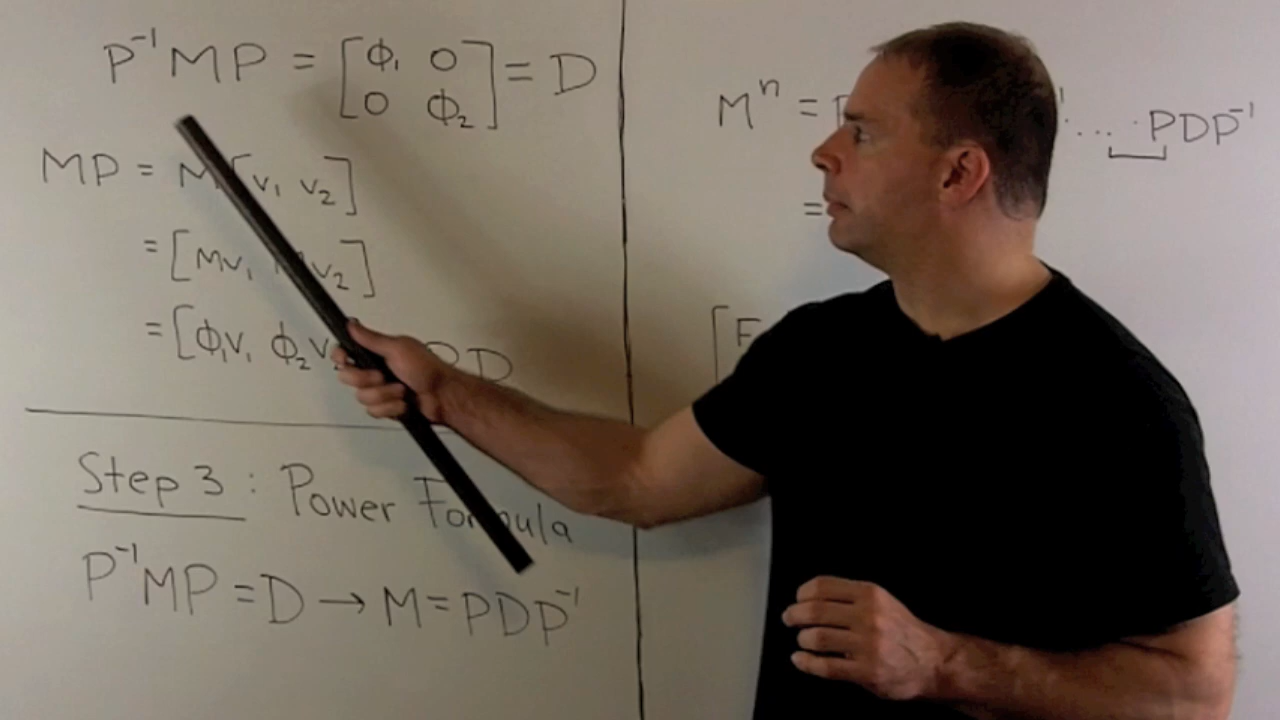 P⁻¹MP = [ϕ₁ 0
0 ϕ₂] = D
MP = M[v₁ v₂]
= [Mv₁ Mv₂]
= [ϕ₁v₁ ϕ₂v₂] D
Step 3 : Power Formula
P⁻¹MP = D → M = PDP⁻¹
Mⁿ = ... PDP⁻¹
=
[F